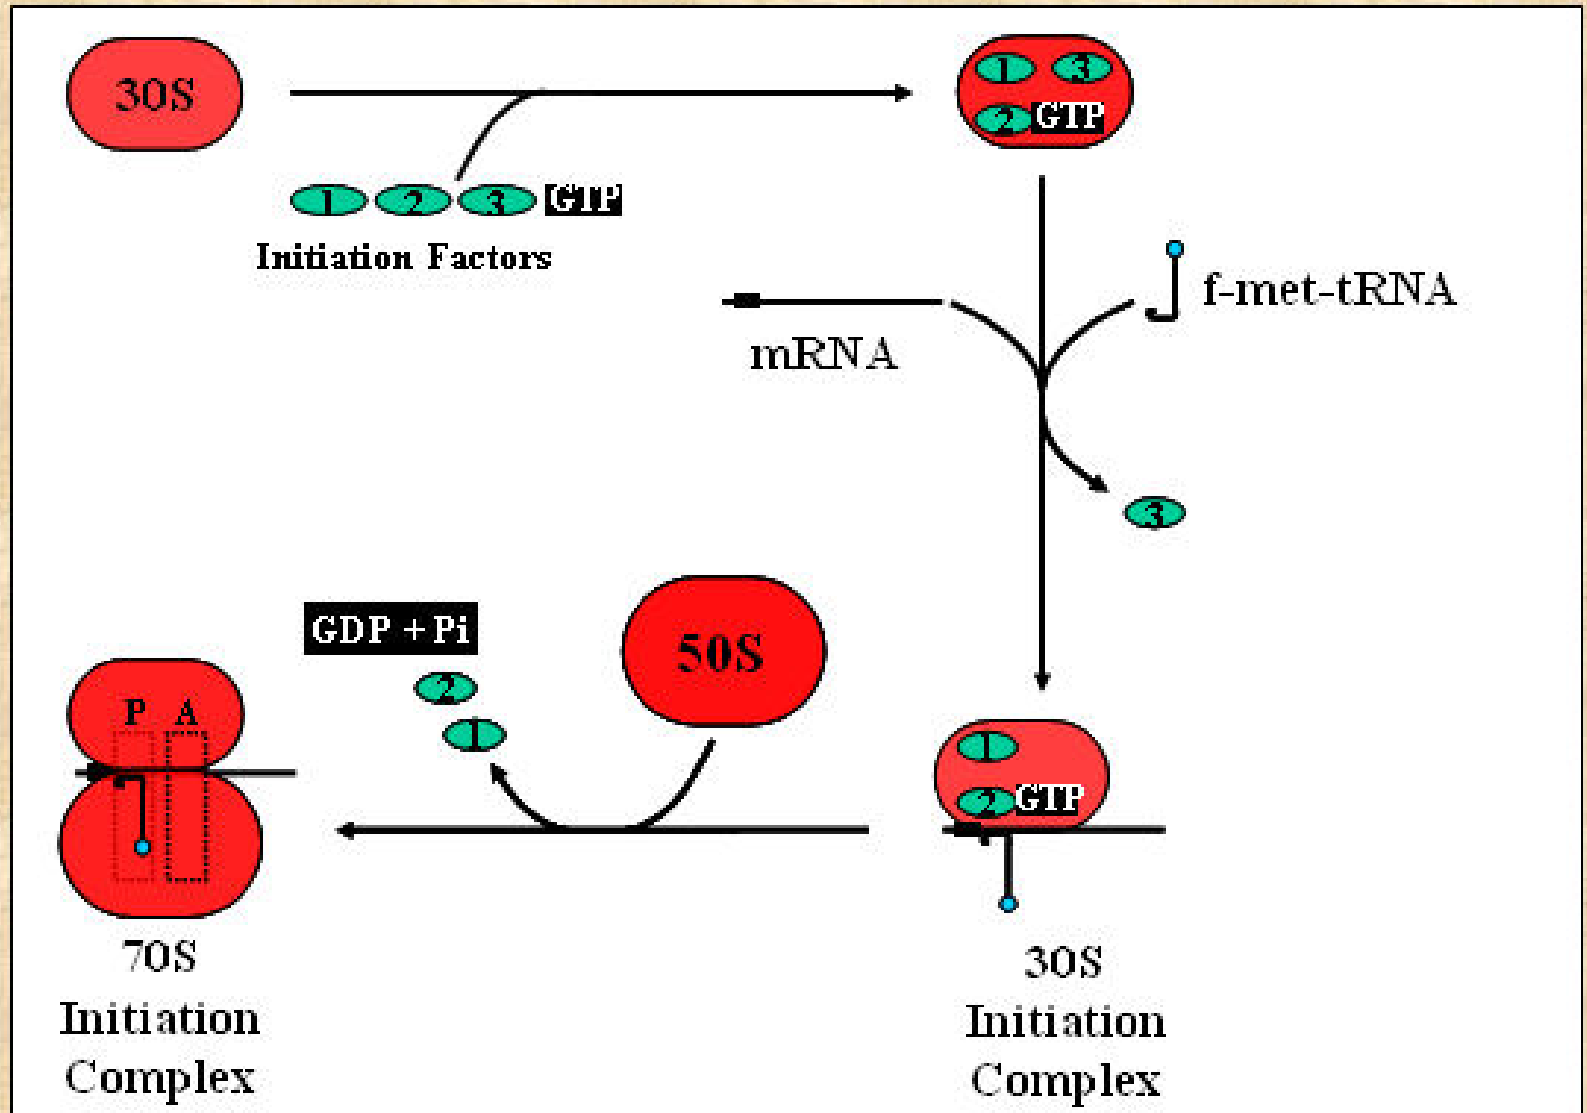 30S
1 3
2 GTP
1 2 3 GTP
Initiation Factors
f-met-tRNA
mRNA
3
GDP + Pi
50S
2
1
P A
1
2 GTP
70S
Initiation
Complex
30S
Initiation
Complex